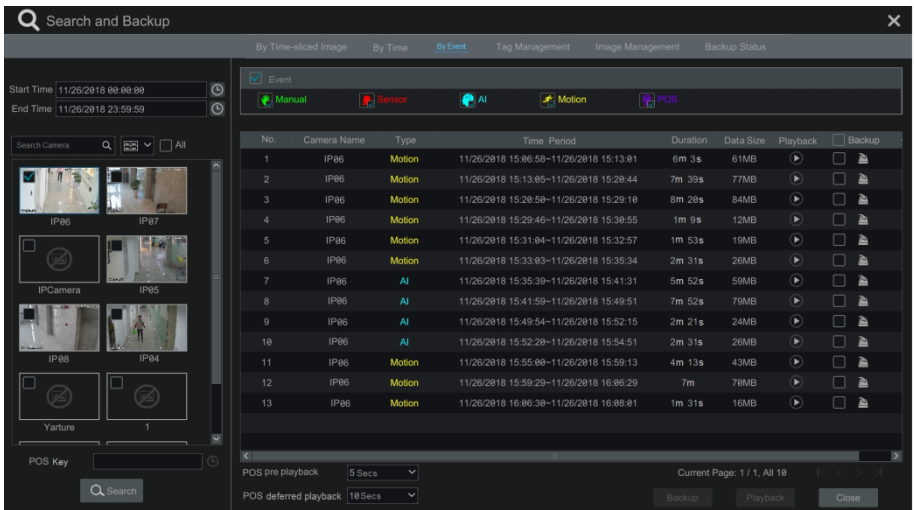 Search and Backup
By Time-sliced Image By Time By Event Tag Management Image Management Backup Status
Start Time 11/26/2018 00:00:00
End Time 11/26/2018 23:59:59
Search Camera All
IP06 IP07
IPCamera IP05
IP08 IP04
Yarture 1
POS Key
Search
Event
Manual Sensor AI Motion POS
No. Camera Name Type Time Period Duration Data Size Playback Backup
1 IP06 Motion 11/26/2018 15:06:58~11/26/2018 15:13:01 6m 3s 61MB
2 IP06 Motion 11/26/2018 15:13:05~11/26/2018 15:20:44 7m 39s 77MB
3 IP06 Motion 11/26/2018 15:20:50~11/26/2018 15:29:10 8m 20s 84MB
4 IP06 Motion 11/26/2018 15:29:46~11/26/2018 15:30:55 1m 9s 12MB
5 IP06 Motion 11/26/2018 15:31:04~11/26/2018 15:32:57 1m 53s 19MB
6 IP06 Motion 11/26/2018 15:33:03~11/26/2018 15:35:34 2m 31s 26MB
7 IP06 AI 11/26/2018 15:35:39~11/26/2018 15:41:31 5m 52s 59MB
8 IP06 AI 11/26/2018 15:41:59~11/26/2018 15:49:51 7m 52s 79MB
9 IP06 AI 11/26/2018 15:49:54~11/26/2018 15:52:15 2m 21s 24MB
10 IP06 AI 11/26/2018 15:52:20~11/26/2018 15:54:51 2m 31s 26MB
11 IP06 Motion 11/26/2018 15:55:00~11/26/2018 15:59:13 4m 13s 43MB
12 IP06 Motion 11/26/2018 15:59:29~11/26/2018 16:06:29 7m 70MB
13 IP06 Motion 11/26/2018 16:06:30~11/26/2018 16:08:01 1m 31s 16MB
POS pre playback 5 Secs Current Page: 1 / 1, All 10
POS deferred playback 10 Secs Backup Playback Close